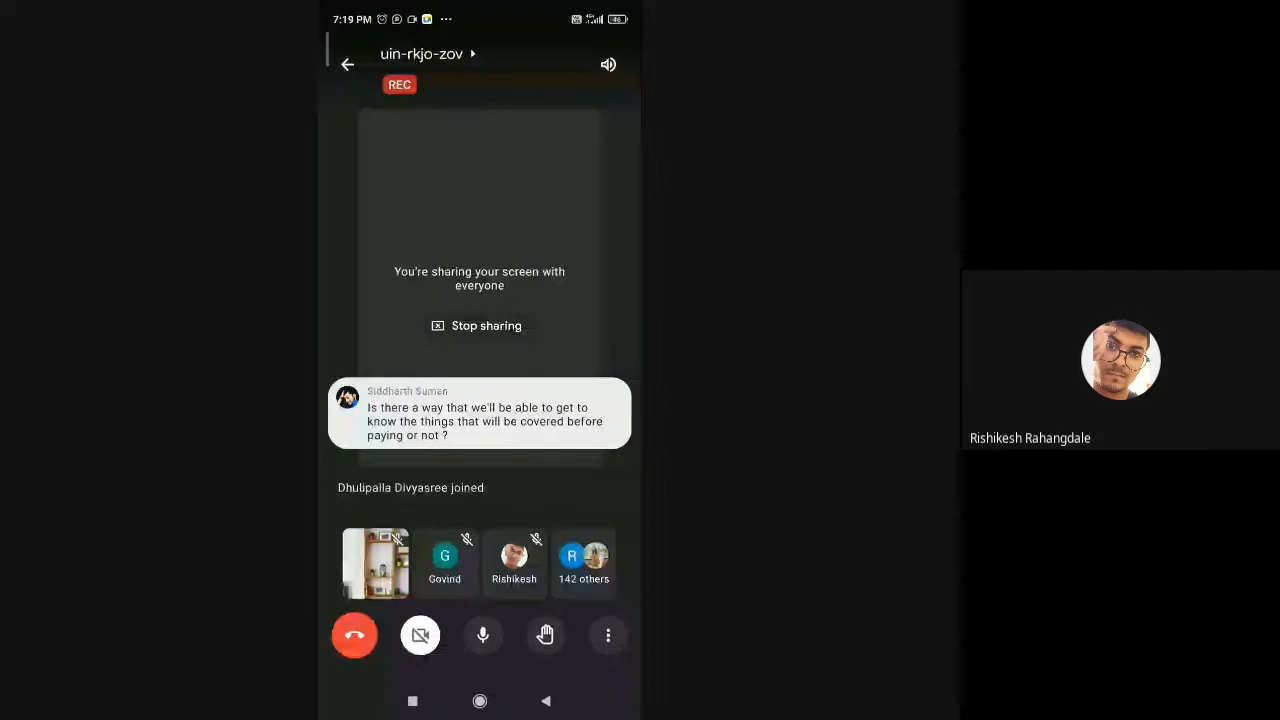 7:19 PM
46
uin-rkjo-zov
REC
You're sharing your screen with
everyone
Stop sharing
Siddharth Suman
Is there a way that we'll be able to get to
know the things that will be covered before
paying or not ?
Dhulipalla Divyasree joined
G
R
Govind
Rishikesh
142 others
Rishikesh Rahangdale